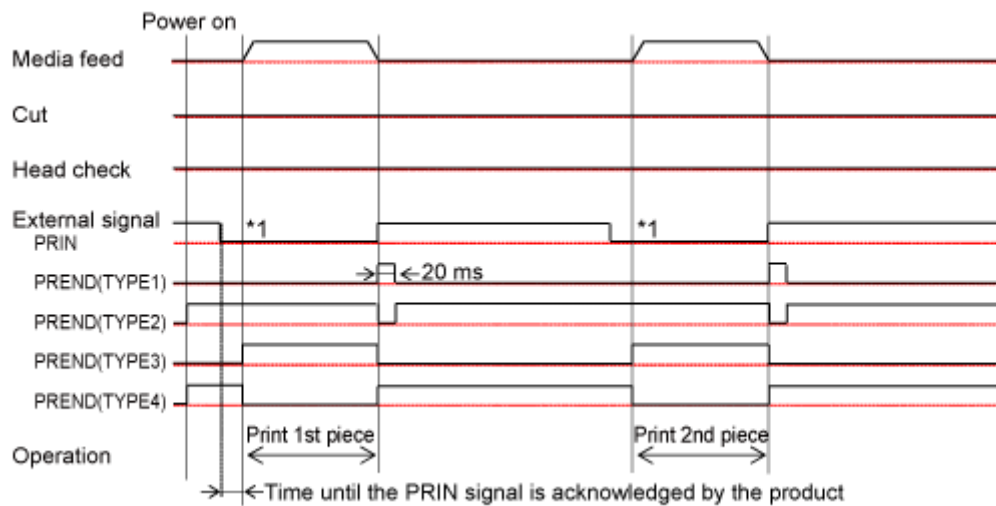 Power on
Media feed
Cut
Head check
External signal
*1 *1
PRIN
PREND(TYPE1) 20 ms
PREND(TYPE2)
PREND(TYPE3)
PREND(TYPE4)
Print 1st piece Print 2nd piece
Operation
Time until the PRIN signal is acknowledged by the product